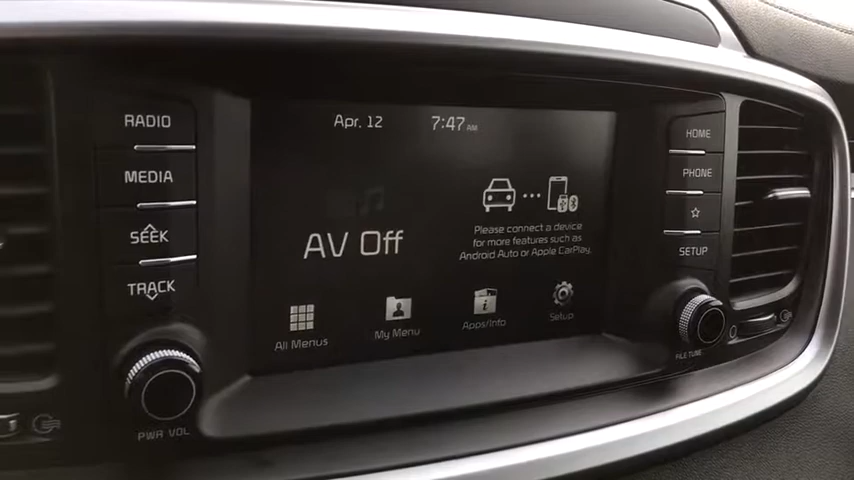 RADIO
MEDIA
SEEK
TRACK
PWR VOL
Apr. 12 7:47 AM
AV Off
Please connect a device
for more features such as
Android Auto or Apple CarPlay.
All Menus
My Menu
Apps/Info
Setup
HOME
PHONE
SETUP
FILE TUNE